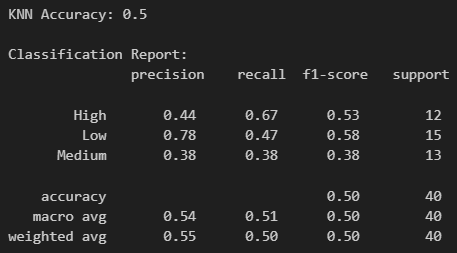 KNN Accuracy: 0.5
Classification Report:
precision recall f1-score support
High 0.44 0.67 0.53 12
Low 0.78 0.47 0.58 15
Medium 0.38 0.38 0.38 13
accuracy 0.50 40
macro avg 0.54 0.51 0.50 40
weighted avg 0.55 0.50 0.50 40